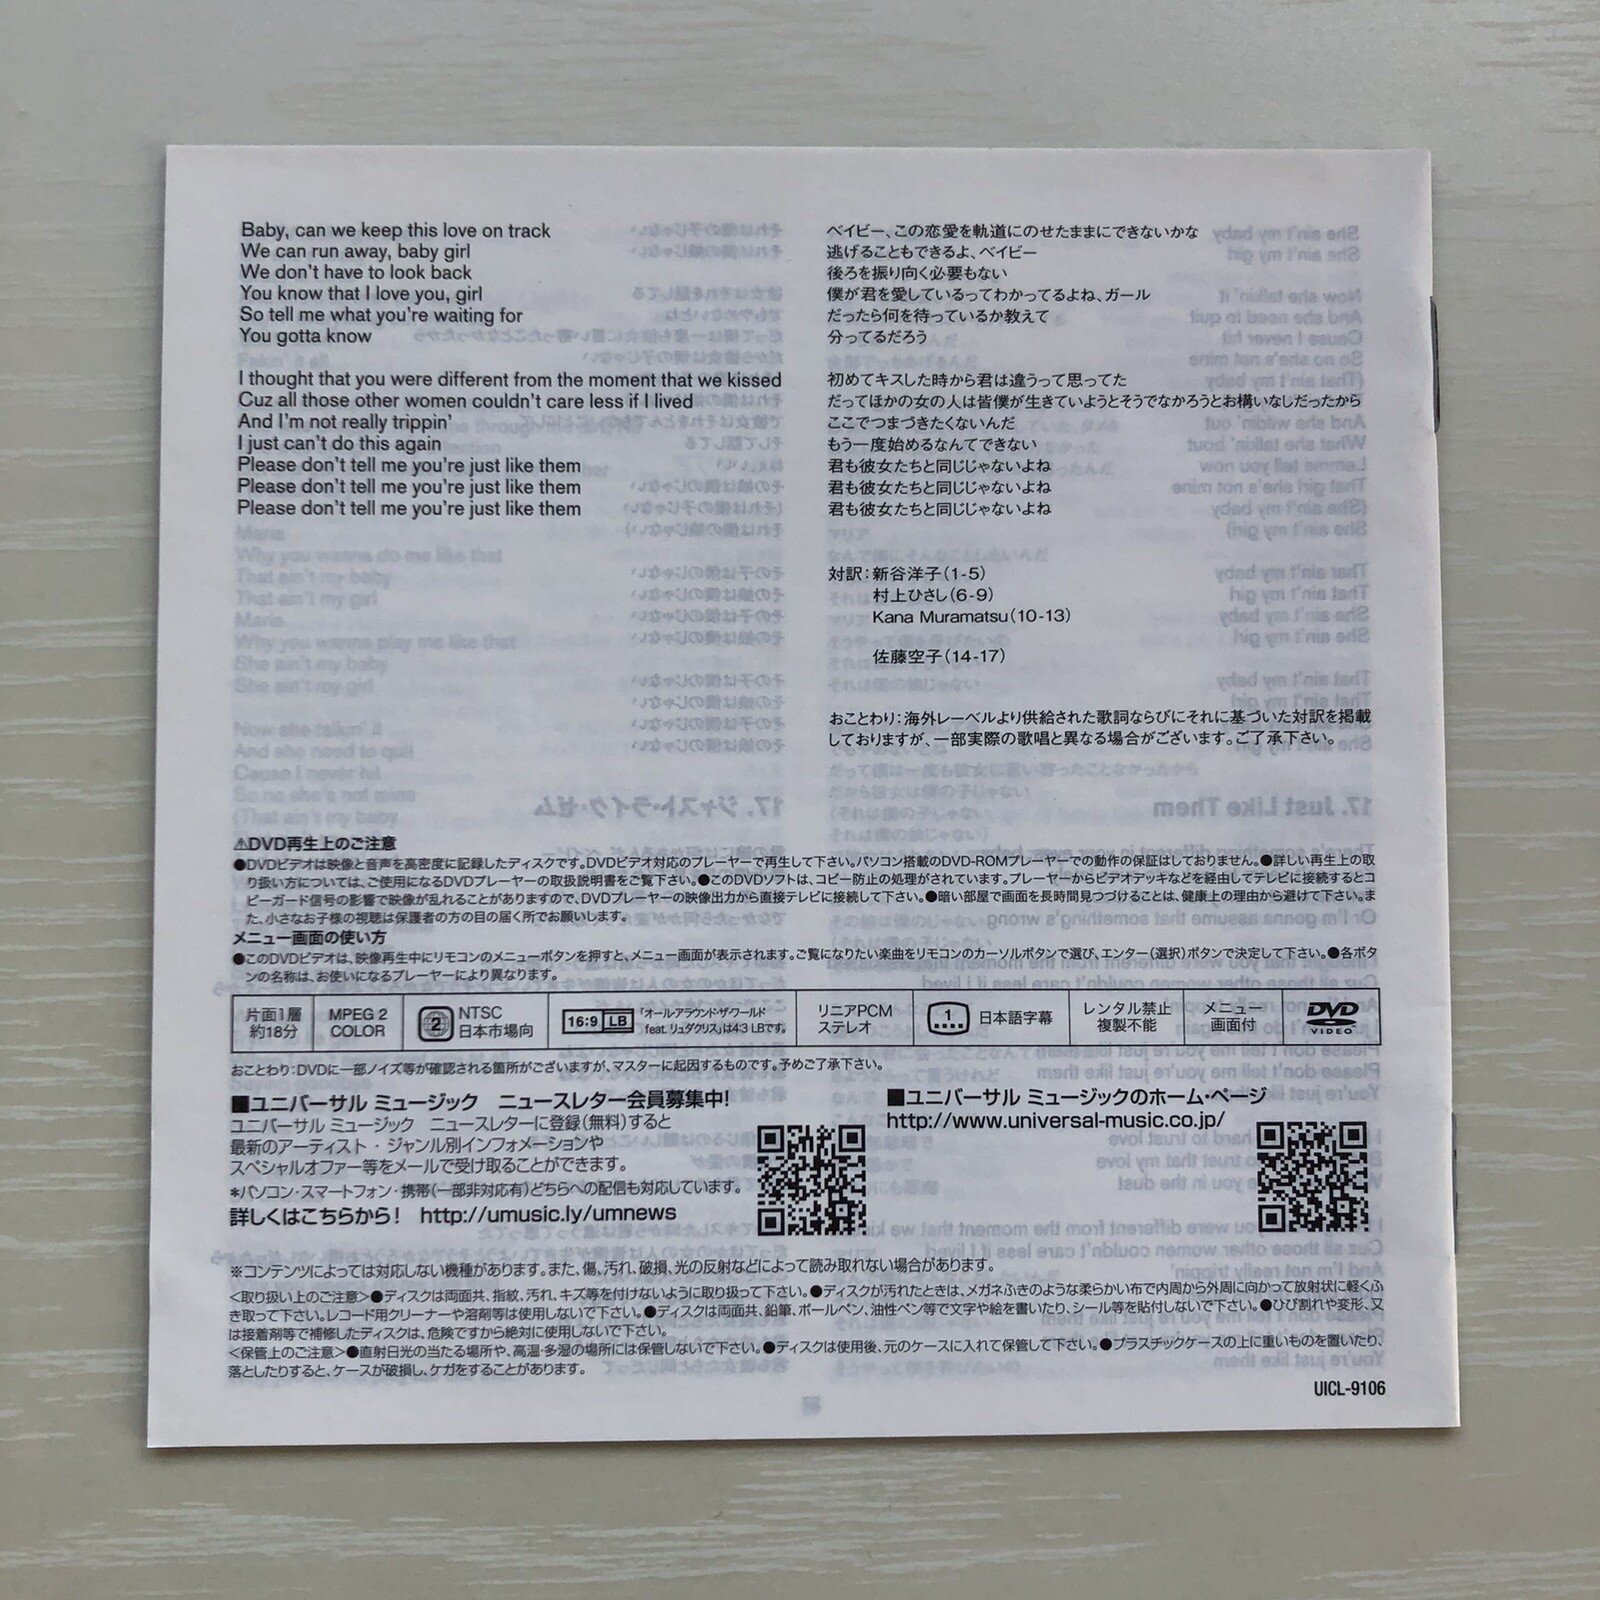 Baby, can we keep this love on track
We can run away, baby girl
We don't have to look back
You know that I love you, girl
So tell me what you're waiting for
You gotta know
I thought that you were different from the moment that we kissed
Cuz all those other women couldn't care less if I lived
And I'm not really trippin'
I just can't do this again
Please don't tell me you're just like them
Please don't tell me you're just like them
Please don't tell me you're just like them
ベイビー、この恋愛を軌道にのせたままにできないかな
逃げることもできるよ、ベイビー
後ろを振り向く必要もない
僕が君を愛しているってわかってるよね、ガール
だったら何を待っているか教えて
分ってるだろう
初めてキスした時から君は違うって思ってた
だってほかの女の人は皆僕が生きていようとそうでなかろうとお構いなしだったから
ここでつまづきたくないんだ
もう一度始めるなんてできない
君も彼女たちと同じじゃないよね
君も彼女たちと同じじゃないよね
君も彼女たちと同じじゃないよね
対訳：新谷洋子（1-5）
村上ひさし（6-9）
Kana Muramatsu（10-13）
佐藤空子（14-17）
おことわり：海外レーベルより供給された歌詞ならびにそれに基づいた対訳を掲載
しておりますが、一部実際の歌唱と異なる場合がございます。ご了承下さい。
⚠DVD再生上のご注意
●DVDビデオは映像と音声を高密度に記録したディスクです。DVDビデオ対応のプレーヤーで再生して下さい。パソコン搭載のDVD-ROMプレーヤーでの動作の保証はしておりません。●詳しい再生上の取
り扱い方については、ご使用になるDVDプレーヤーの取扱説明書をご覧下さい。●このDVDソフトは、コピー防止の処理がされています。プレーヤーからビデオデッキなどを経由してテレビに接続するとコ
ピーガード信号の影響で映像が乱れることがありますので、DVDプレーヤーの映像出力から直接テレビに接続して下さい。●暗い部屋で画面を長時間見つづけることは、健康上の理由から避けて下さい。ま
た、小さなお子様の視聴は保護者の方の目の届く所でお願いします。
メニュー画面の使い方
●このDVDビデオは、映像再生中にリモコンのメニューボタンを押すと、メニュー画面が表示されます。ご覧になりたい楽曲をリモコンのカーソルボタンで選び、エンター（選択）ボタンで決定して下さい。●各ボタ
ンの名称は、お使いになるプレーヤーにより異なります。
片面1層
約18分
MPEG 2
COLOR
2
NTSC
日本市場向
16:9 LB
「オール・アラウンド・ザ・ワールド
feat. リュダクリス」は4:3 LBです。
リニアPCM
ステレオ
1
日本語字幕
レンタル禁止
複製不能
メニュー
画面付
DVD
VIDEO
おことわり：DVDに一部ノイズ等が確認される箇所がございますが、マスターに起因するものです。予めご了承下さい。
■ユニバーサル ミュージック ニュースレター会員募集中！
ユニバーサル ミュージック ニュースレターに登録（無料）すると
最新のアーティスト・ジャンル別インフォメーションや
スペシャルオファー等をメールで受け取ることができます。
＊パソコン・スマートフォン・携帯（一部非対応有）どちらへの配信も対応しています。
詳しくはこちらから！ http://umusic.ly/umnews
■ユニバーサル ミュージックのホーム・ページ
http://www.universal-music.co.jp/
※コンテンツによっては対応しない機種があります。また、傷、汚れ、破損、光の反射などによって読み取れない場合があります。
＜取り扱い上のご注意＞●ディスクは両面共、指紋、汚れ、キズ等を付けないように取り扱って下さい。●ディスクが汚れたときは、メガネふきのような柔らかい布で内周から外周に向かって放射状に軽くふ
き取って下さい。レコード用クリーナーや溶剤等は使用しないで下さい。●ディスクは両面共、鉛筆、ボールペン、油性ペン等で文字や絵を書いたり、シール等を貼付しないで下さい。●ひび割れや変形、又
は接着剤等で補修したディスクは、危険ですから絶対に使用しないで下さい。
＜保管上のご注意＞●直射日光の当たる場所や、高温・多湿の場所には保管しないで下さい。●ディスクは使用後、元のケースに入れて保管して下さい。●プラスチックケースの上に重いものを置いたり、
落としたりすると、ケースが破損し、ケガをすることがあります。
UICL-9106